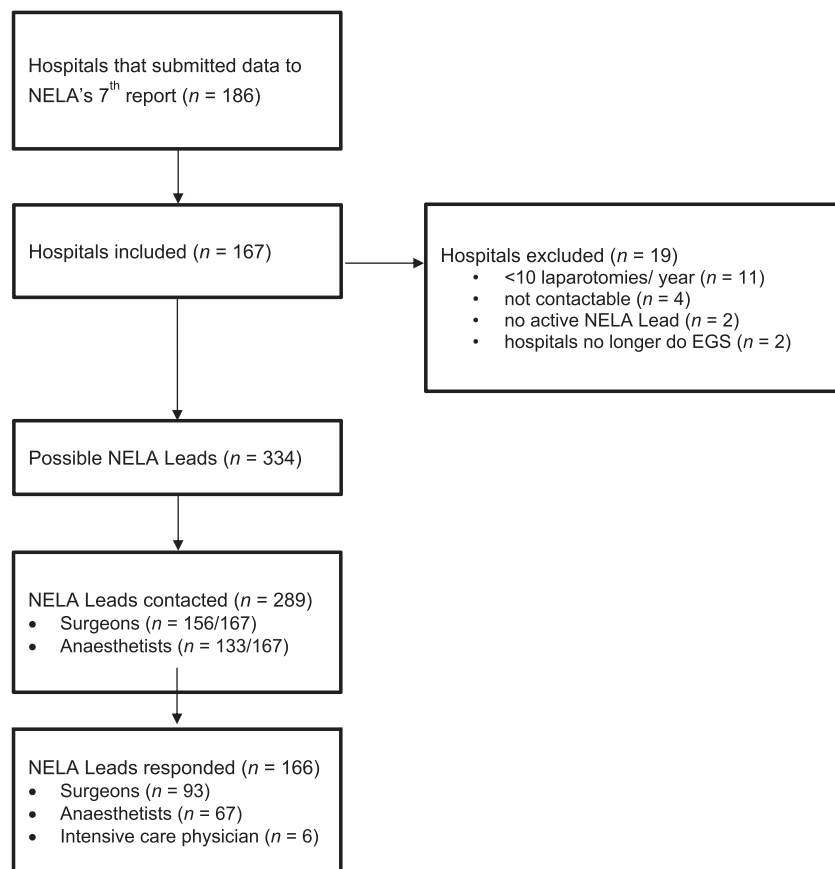 Hospitals that submitted data to
NELA's 7th report (n = 186)
Hospitals included (n = 167)
Hospitals excluded (n = 19)
• <10 laparotomies/ year (n = 11)
• not contactable (n = 4)
• no active NELA Lead (n = 2)
• hospitals no longer do EGS (n = 2)
Possible NELA Leads (n = 334)
NELA Leads contacted (n = 289)
• Surgeons (n = 156/167)
• Anaesthetists (n = 133/167)
NELA Leads responded (n = 166)
• Surgeons (n = 93)
• Anaesthetists (n = 67)
• Intensive care physician (n = 6)